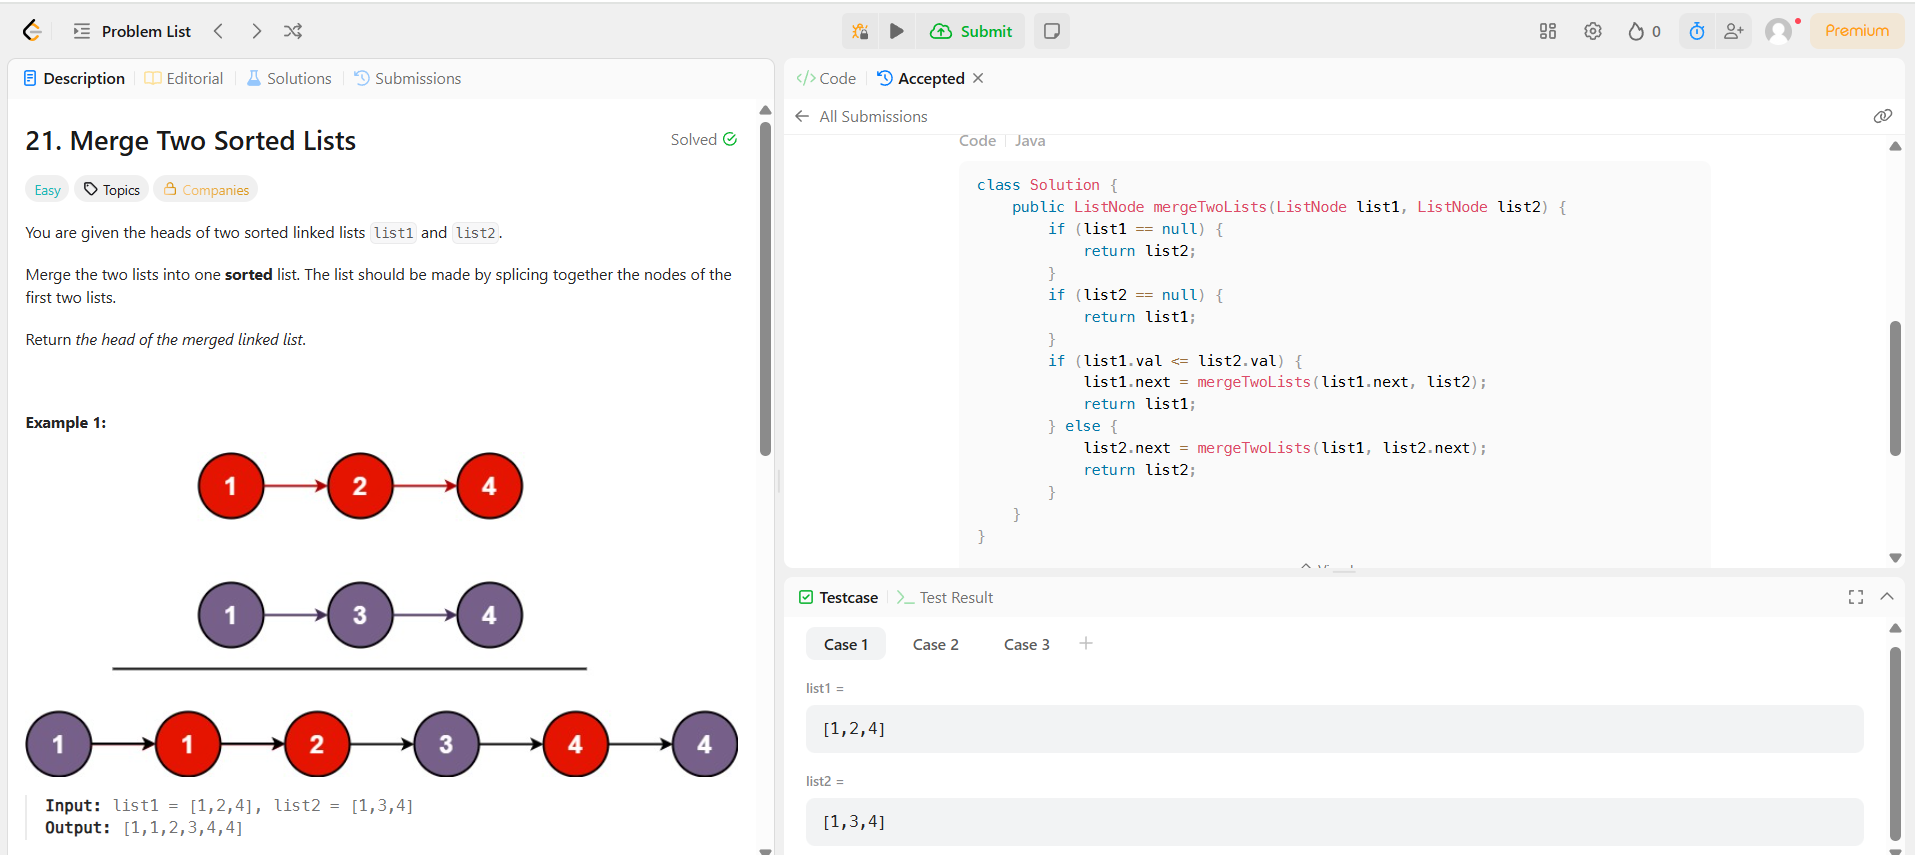 Problem List
Submit
0
Premium
Description
Editorial
Solutions
Submissions
21. Merge Two Sorted Lists
Solved
Easy
Topics
Companies
You are given the heads of two sorted linked lists list1 and list2.
Merge the two lists into one sorted list. The list should be made by splicing together the nodes of the
first two lists.
Return the head of the merged linked list.
Example 1:
1 2 4
1 3 4
1 1 2 3 4 4
Input: list1 = [1,2,4], list2 = [1,3,4]
Output: [1,1,2,3,4,4]
</> Code
Accepted
All Submissions
Code | Java
class Solution {
    public ListNode mergeTwoLists(ListNode list1, ListNode list2) {
        if (list1 == null) {
            return list2;
        }
        if (list2 == null) {
            return list1;
        }
        if (list1.val <= list2.val) {
            list1.next = mergeTwoLists(list1.next, list2);
            return list1;
        } else {
            list2.next = mergeTwoLists(list1, list2.next);
            return list2;
        }
    }
}
Testcase
>_ Test Result
Case 1
Case 2
Case 3
+
list1 =
[1,2,4]
list2 =
[1,3,4]